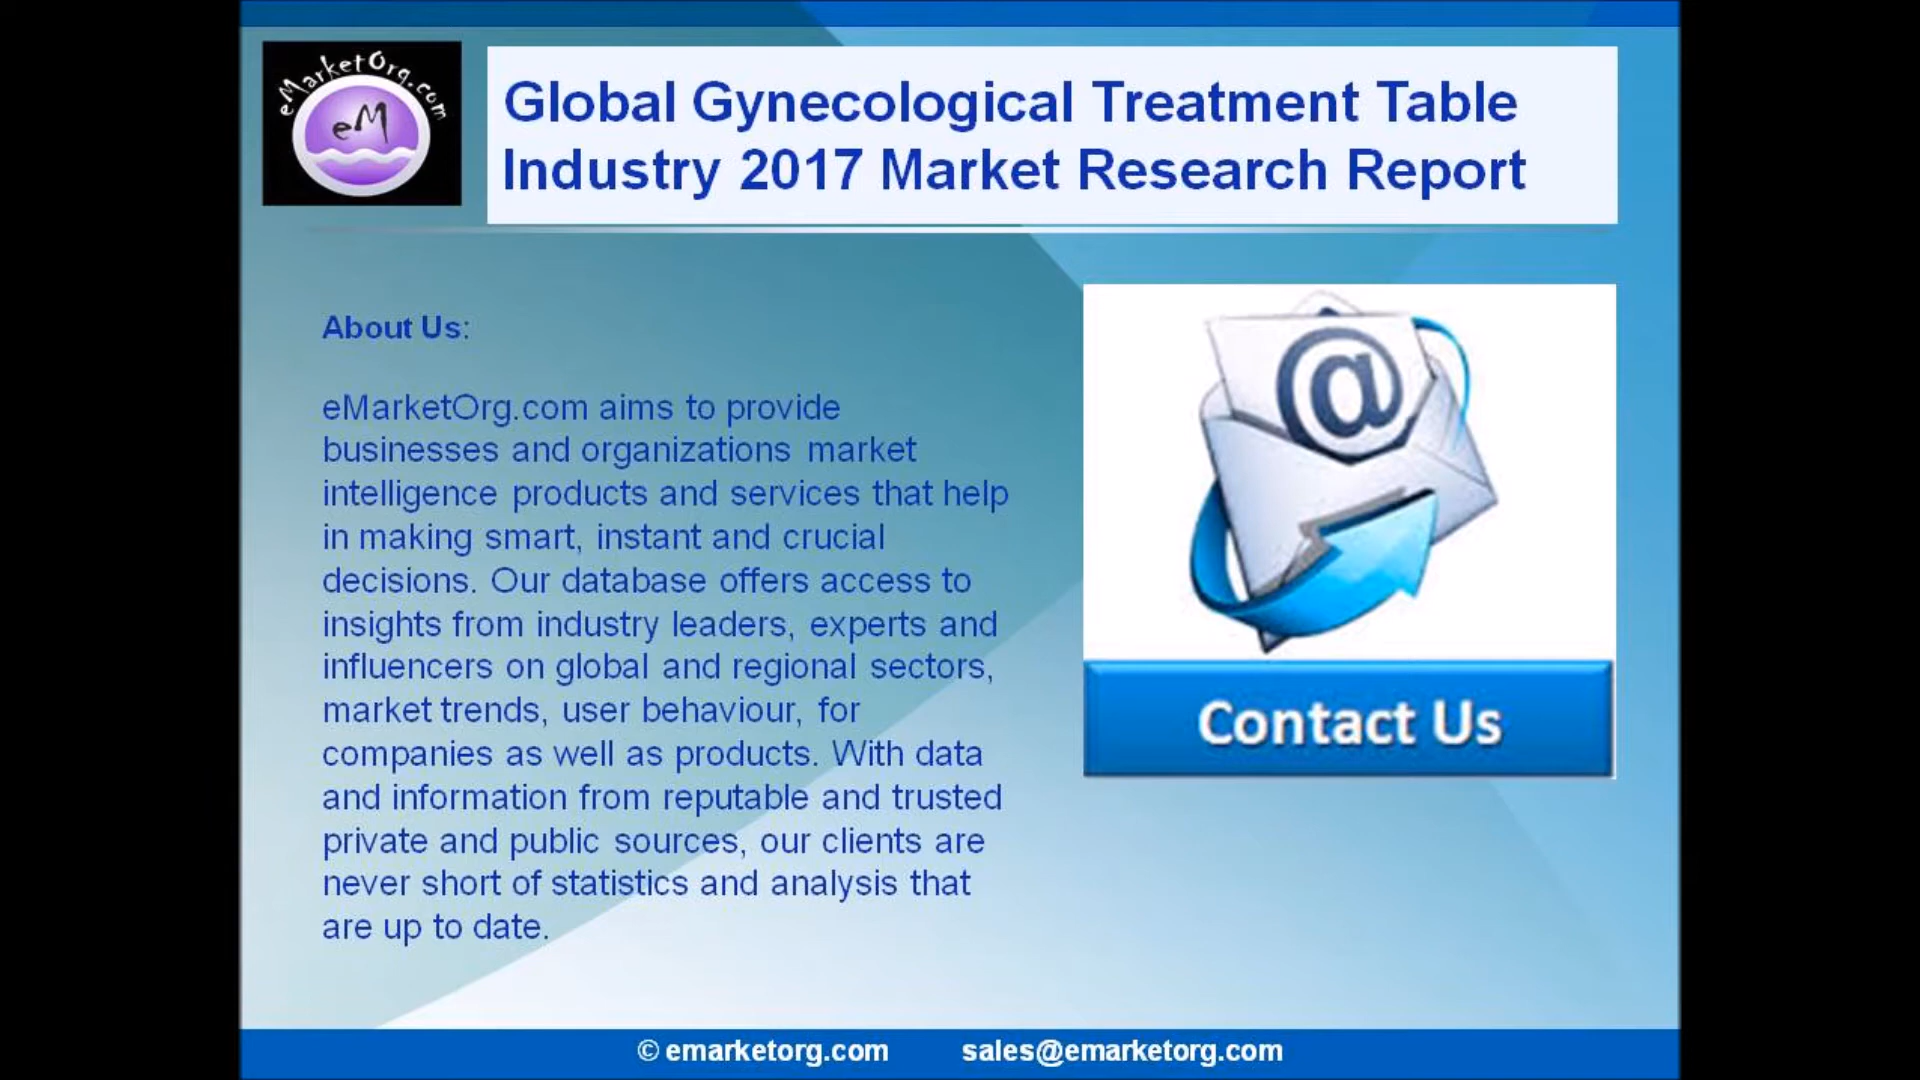 eMarketOrg.com
eM
Global Gynecological Treatment Table
Industry 2017 Market Research Report
About Us:
eMarketOrg.com aims to provide
businesses and organizations market
intelligence products and services that help
in making smart, instant and crucial
decisions. Our database offers access to
insights from industry leaders, experts and
influencers on global and regional sectors,
market trends, user behaviour, for
companies as well as products. With data
and information from reputable and trusted
private and public sources, our clients are
never short of statistics and analysis that
are up to date.
@
Contact Us
© emarketorg.com sales@emarketorg.com